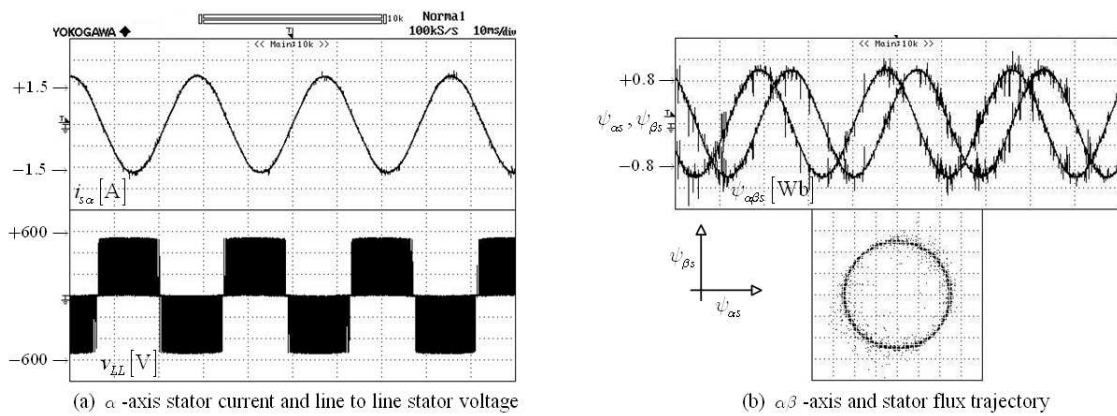 10k
Normal
YOKOGAWA ◆ 100kS/s 10ms/div
<< Main:10k >>
+1.5
−1.5
i_sα [A]
+600
−600
v_LL [V]
(a) α -axis stator current and line to line stator voltage
<< Main:10k >>
+0.8
ψ_αs , ψ_βs
−0.8
ψ_αβs [Wb]
ψ_βs
ψ_αs
(b) αβ -axis and stator flux trajectory